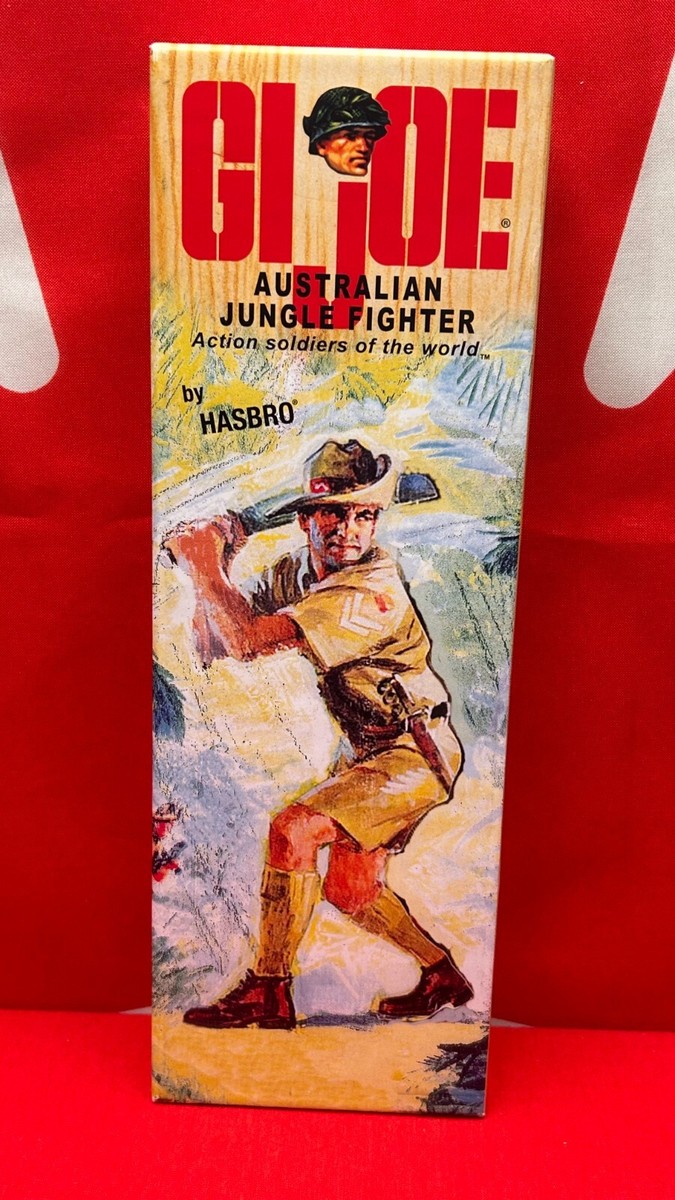 GI JOE®
AUSTRALIAN
JUNGLE FIGHTER
Action soldiers of the world™
by
HASBRO®